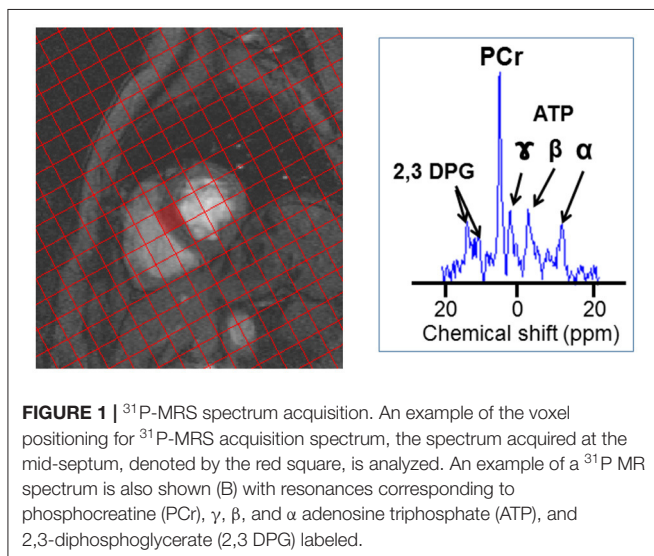 PCr
ATP
ɤ β α
2,3 DPG
20 0 20
Chemical shift (ppm)
FIGURE 1 | ³¹P-MRS spectrum acquisition. An example of the voxel
positioning for ³¹P-MRS acquisition spectrum, the spectrum acquired at the
mid-septum, denoted by the red square, is analyzed. An example of a ³¹P MR
spectrum is also shown (B) with resonances corresponding to
phosphocreatine (PCr), γ, β, and α adenosine triphosphate (ATP), and
2,3-diphosphoglycerate (2,3 DPG) labeled.